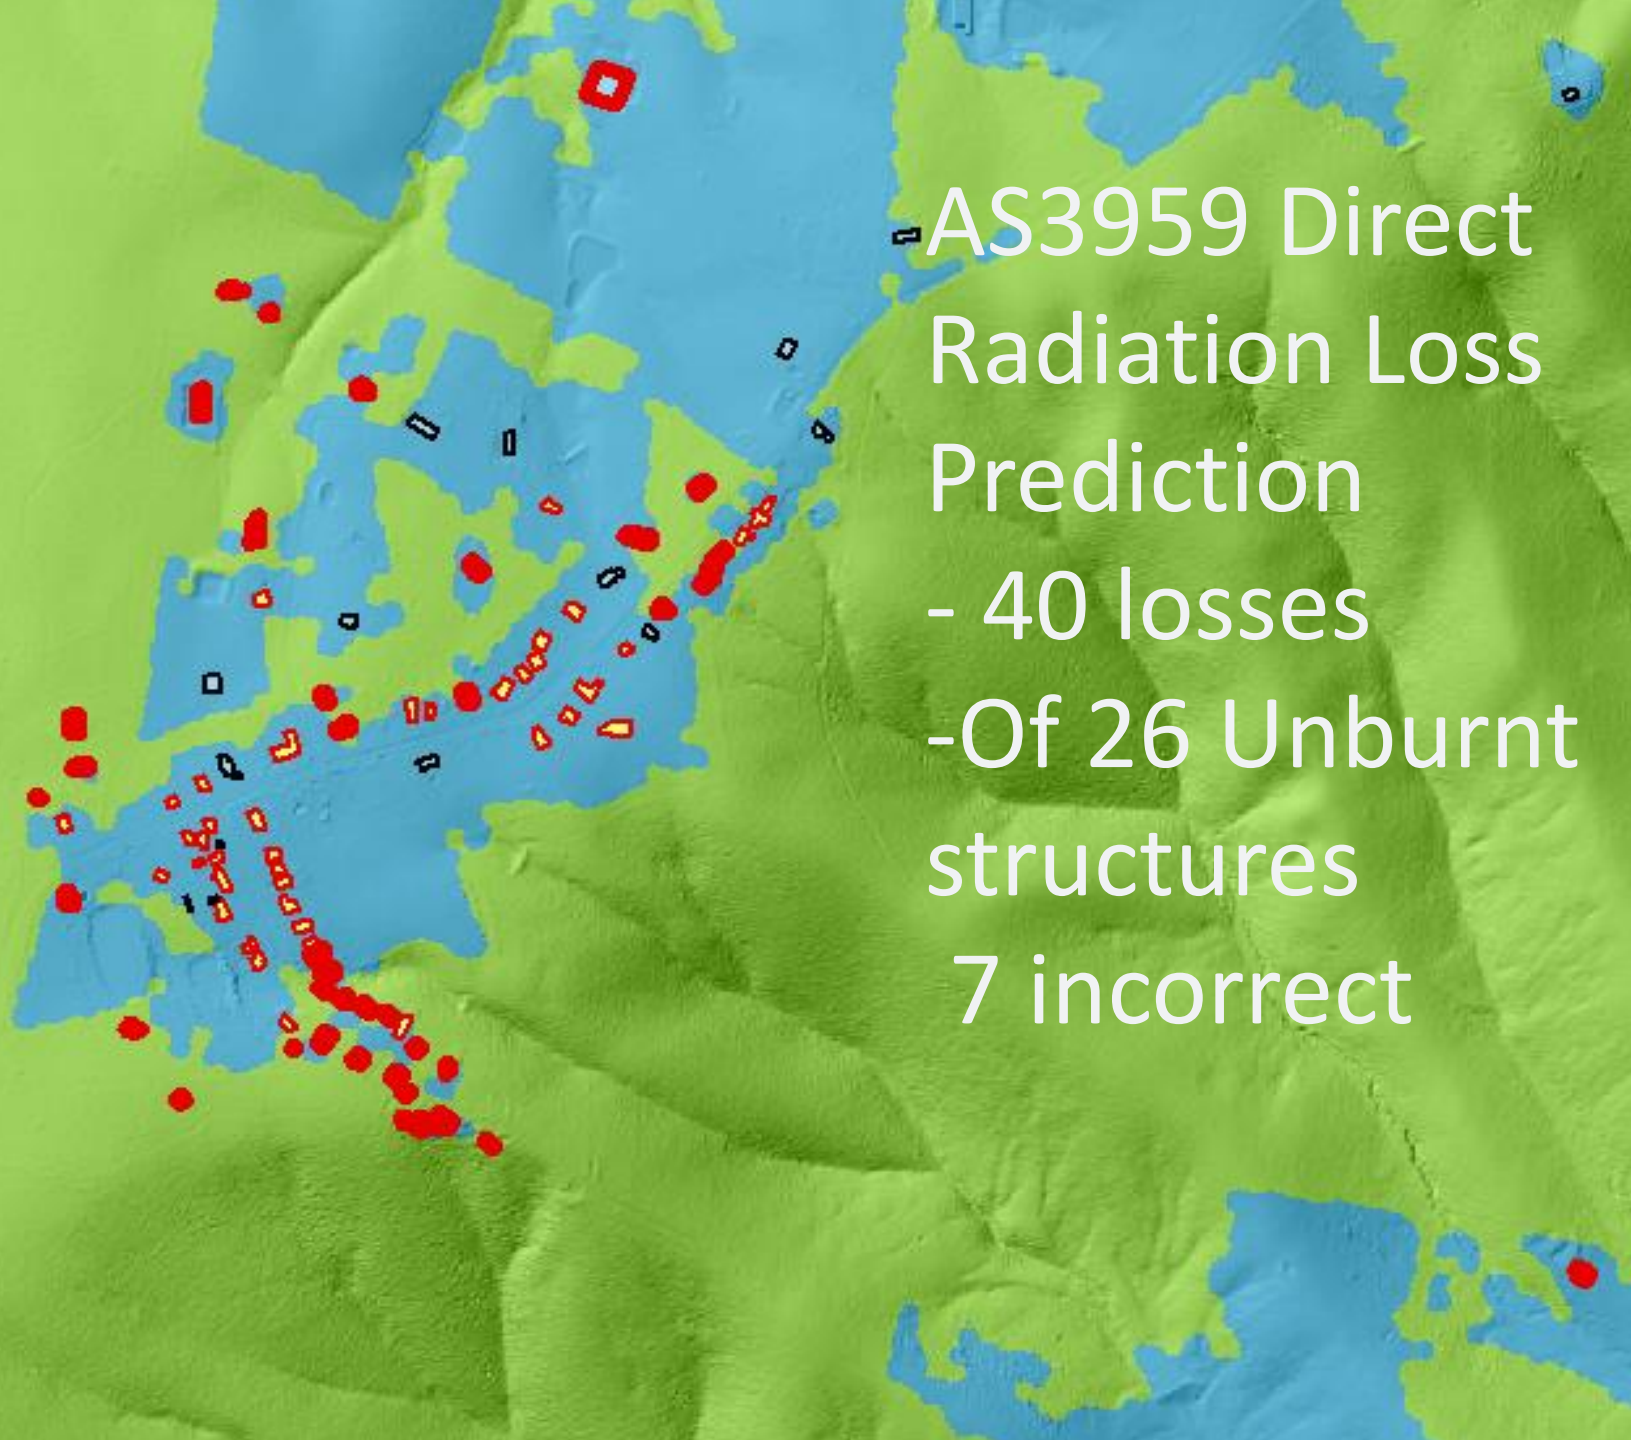 AS3959 Direct
Radiation Loss
Prediction
- 40 losses
-Of 26 Unburnt
structures
7 incorrect